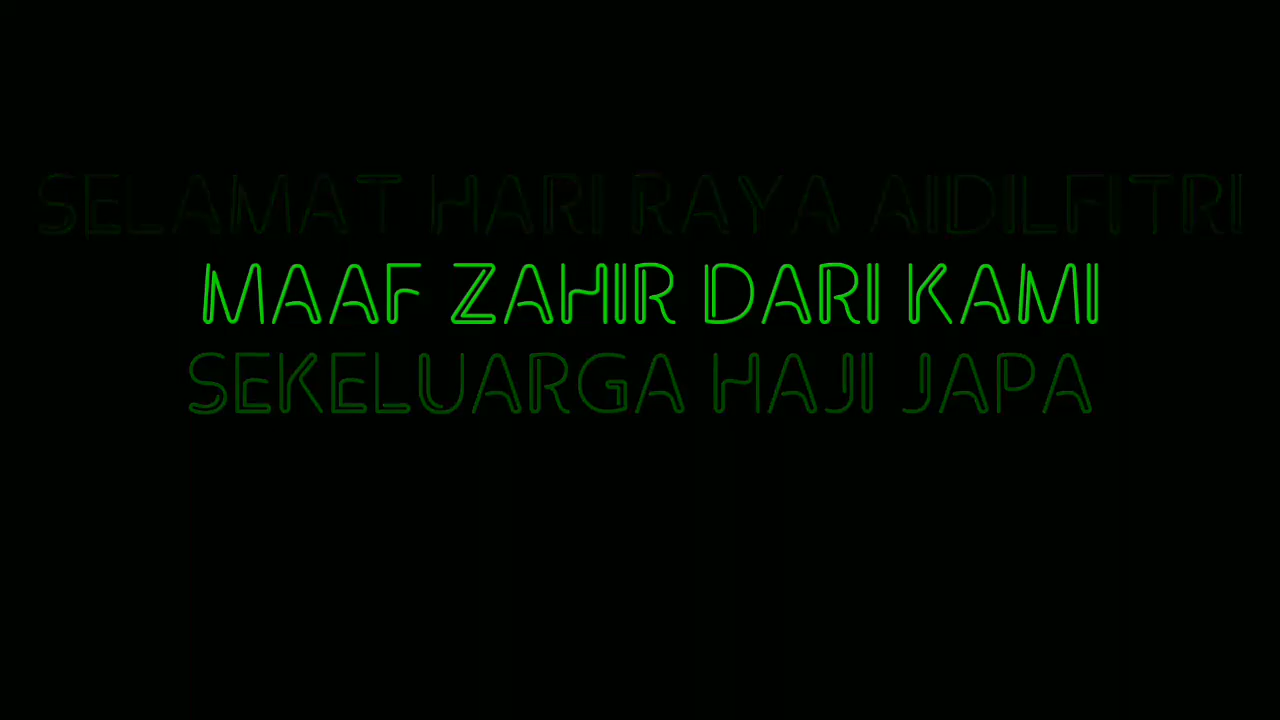 SELAMAT HARI RAYA AIDILFITRI
MAAF ZAHIR DARI KAMI
SEKELUARGA HAJI JAPA